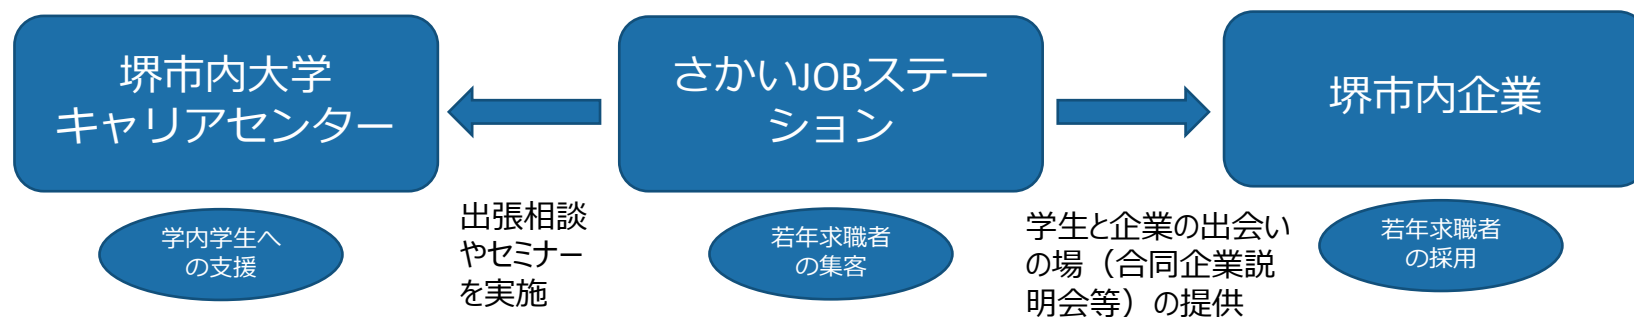 堺市内大学
キャリアセンター
さかいJOBステー
ション
堺市内企業
学内学生へ
の支援
出張相談
やセミナー
を実施
若年求職者
の集客
学生と企業の出会い
の場（合同企業説
明会等）の提供
若年求職者
の採用